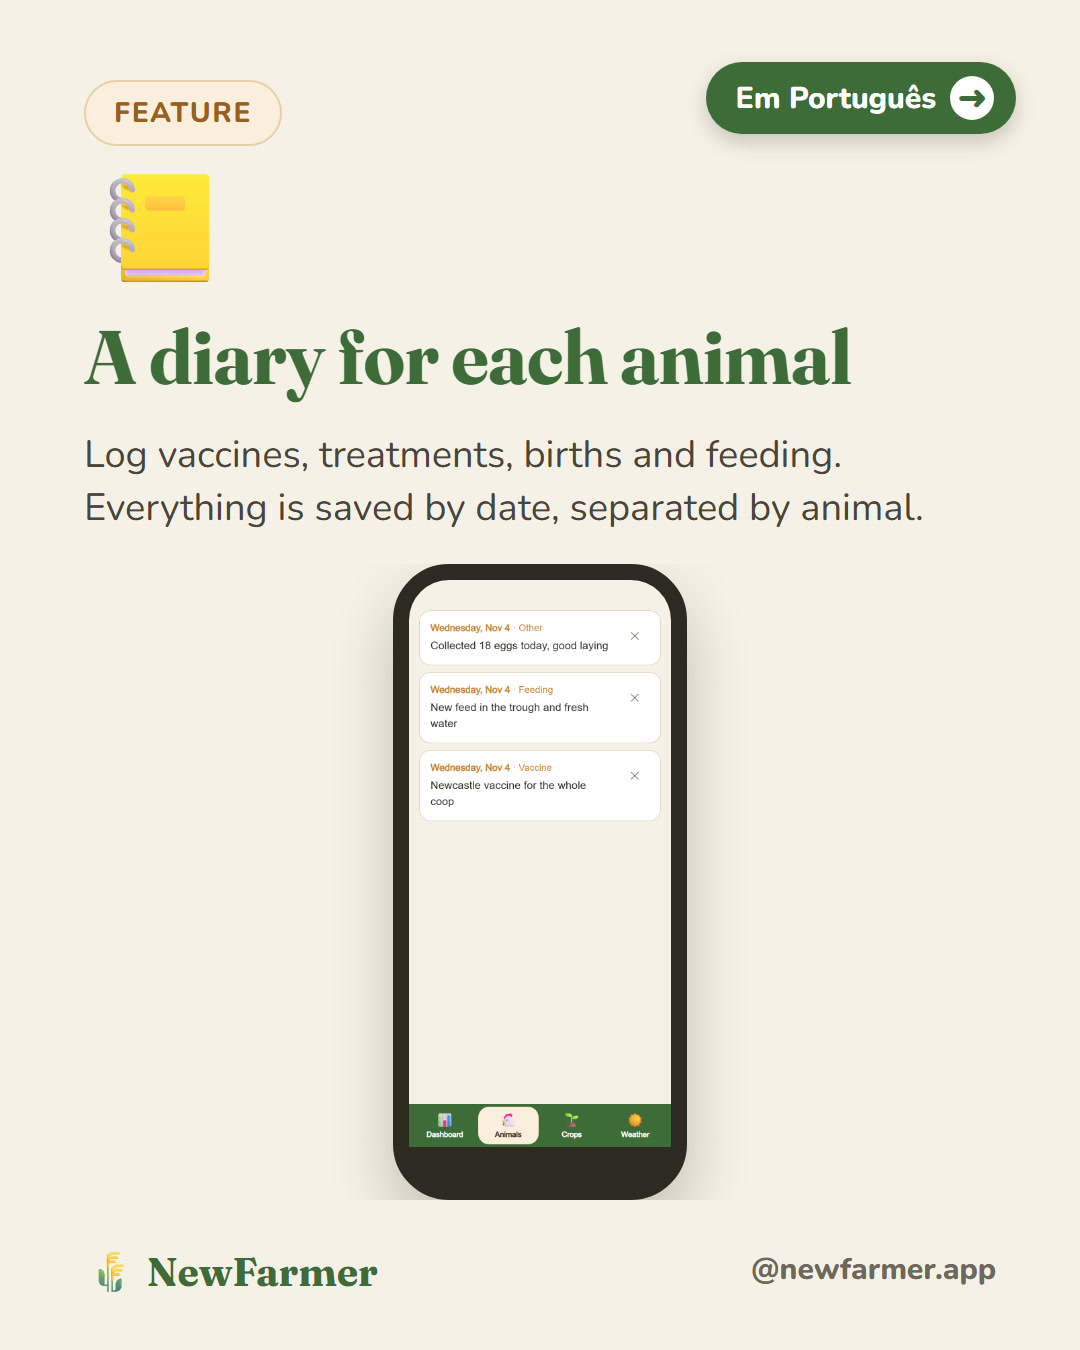 FEATURE
Em Português
A diary for each animal
Log vaccines, treatments, births and feeding.
Everything is saved by date, separated by animal.
Wednesday, Nov 4 · Other
Collected 18 eggs today, good laying
Wednesday, Nov 4 · Feeding
New feed in the trough and fresh
water
Wednesday, Nov 4 · Vaccine
Newcastle vaccine for the whole
coop
Dashboard
Animals
Crops
Weather
NewFarmer
@newfarmer.app